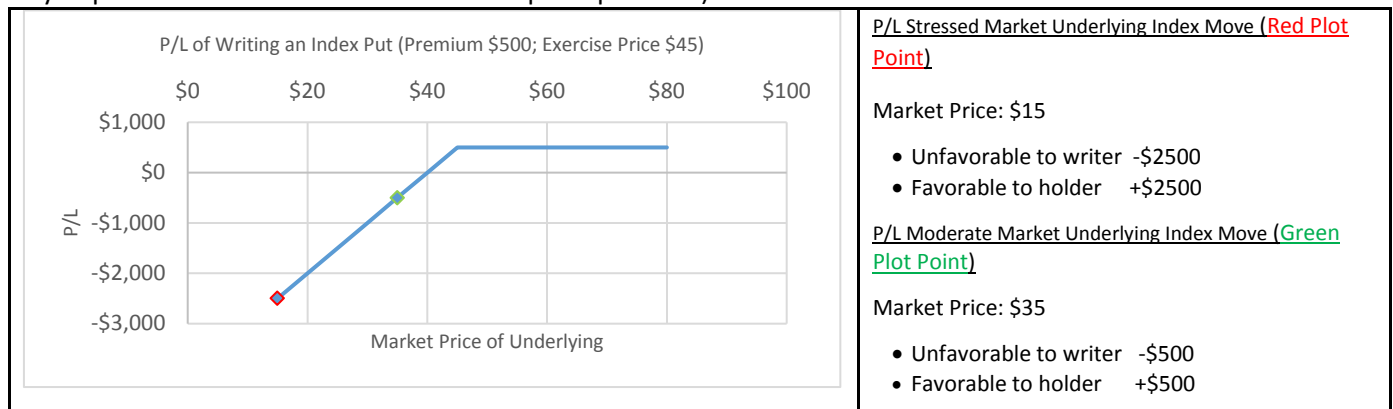 P/L of Writing an Index Put (Premium $500; Exercise Price $45)
$0 $20 $40 $60 $80 $100
$1,000
$0
-$1,000
-$2,000
-$3,000
P/L
Market Price of Underlying
P/L Stressed Market Underlying Index Move (Red Plot
Point)
Market Price: $15
• Unfavorable to writer -$2500
• Favorable to holder +$2500
P/L Moderate Market Underlying Index Move (Green
Plot Point)
Market Price: $35
• Unfavorable to writer -$500
• Favorable to holder +$500